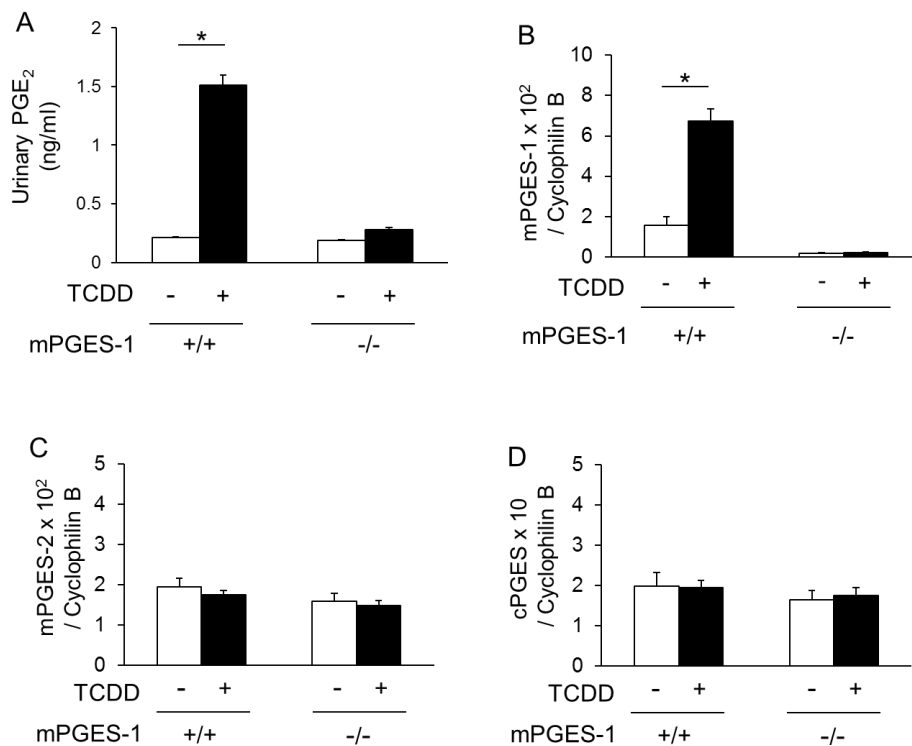 A
Urinary PGE2
(ng/ml)
2
1.5
1
0.5
0
*
TCDD - + - +
mPGES-1 +/+ -/-
B
mPGES-1 x 10²
/ Cyclophilin B
10
8
6
4
2
0
*
TCDD - + - +
mPGES-1 +/+ -/-
C
mPGES-2 x 10²
/ Cyclophilin B
5
4
3
2
1
0
TCDD - + - +
mPGES-1 +/+ -/-
D
cPGES x 10
/ Cyclophilin B
5
4
3
2
1
0
TCDD - + - +
mPGES-1 +/+ -/-